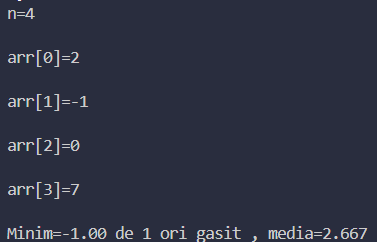 n=4
arr[0]=2
arr[1]=-1
arr[2]=0
arr[3]=7
Minim=-1.00 de 1 ori gasit , media=2.667